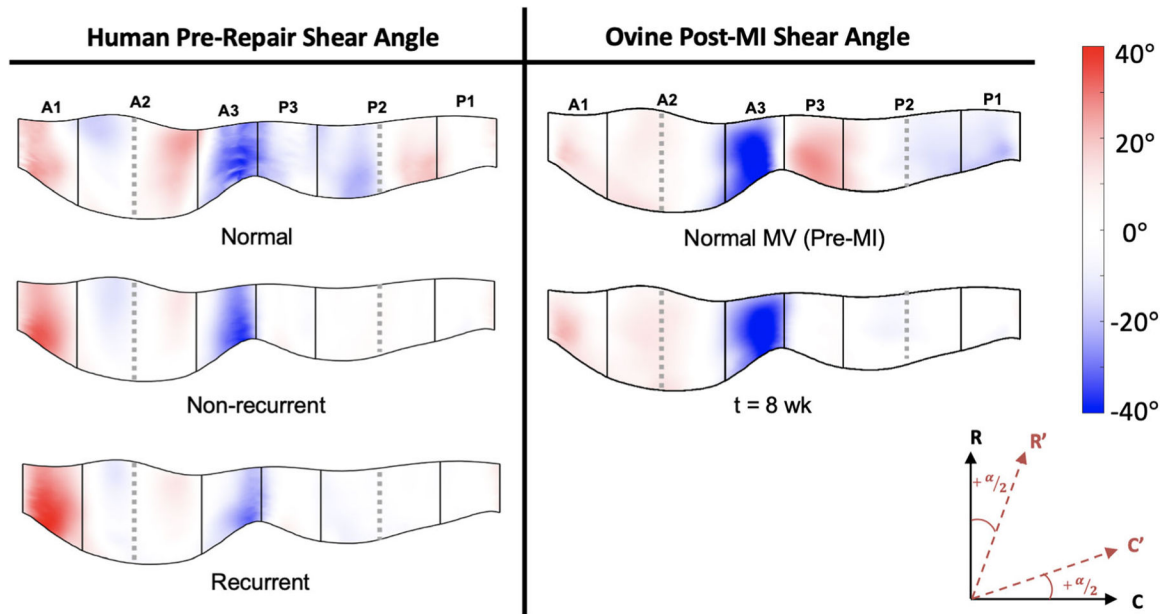 Human Pre-Repair Shear Angle
Ovine Post-MI Shear Angle
A1 A2 A3 P3 P2 P1
Normal
Non-recurrent
Recurrent
A1 A2 A3 P3 P2 P1
Normal MV (Pre-MI)
t = 8 wk
40°
20°
0°
-20°
-40°
R R'
+α/2
C'
+α/2
C